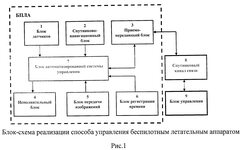 БПЛА
1
Блок
датчиков
2
Спутниково-
навигационный
блок
3
Приемо-
передающий блок
7
Блок автоматизированной системы
управления
8
Спутниковый
канал связи
4
Исполнительный
блок
5
Блок передачи
изображений
6
Блок регистрации
времени
9
Блок управления
Блок-схема реализации способа управления беспилотным летательным аппаратом
Рис.1